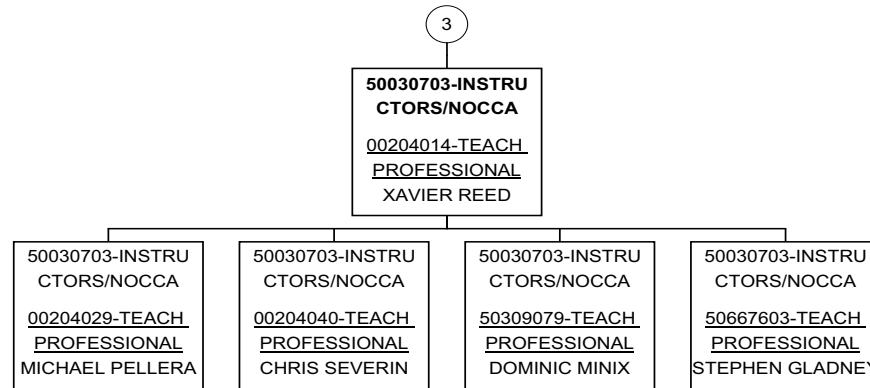 3
50030703-INSTRU
CTORS/NOCCA
00204014-TEACH
PROFESSIONAL
XAVIER REED
50030703-INSTRU
CTORS/NOCCA
00204029-TEACH
PROFESSIONAL
MICHAEL PELLERA
50030703-INSTRU
CTORS/NOCCA
00204040-TEACH
PROFESSIONAL
CHRIS SEVERIN
50030703-INSTRU
CTORS/NOCCA
50309079-TEACH
PROFESSIONAL
DOMINIC MINIX
50030703-INSTRU
CTORS/NOCCA
50667603-TEACH
PROFESSIONAL
STEPHEN GLADNEY